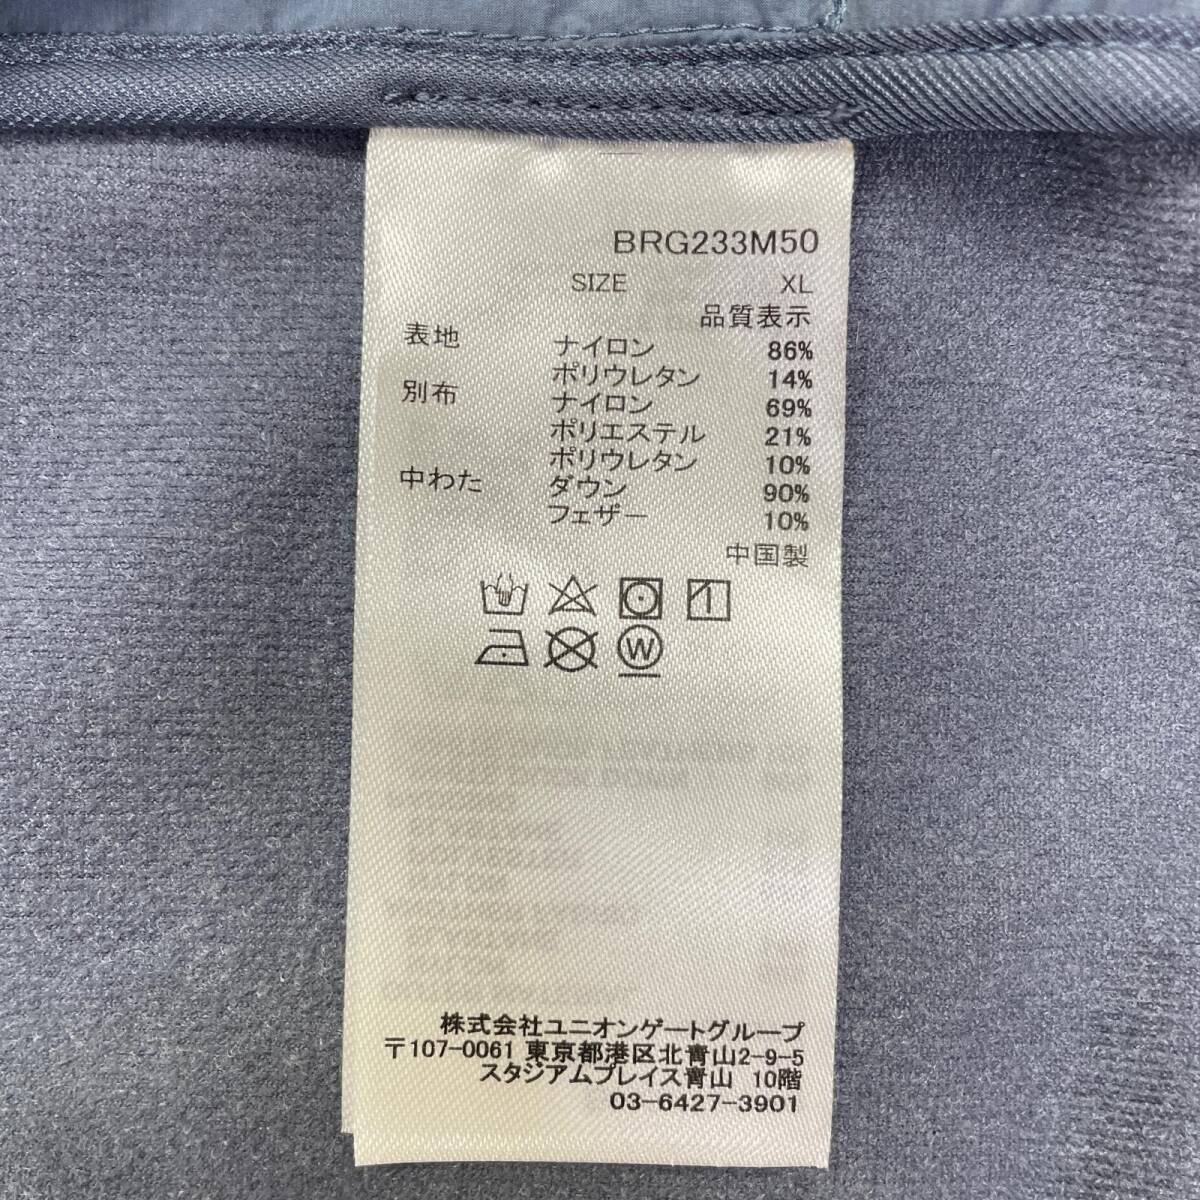 BRG233M50
SIZE XL
品質表示
表地 ナイロン 86%
ポリウレタン 14%
別布 ナイロン 69%
ポリエステル 21%
ポリウレタン 10%
中わた ダウン 90%
フェザー 10%
中国製
W
株式会社ユニオンゲートグループ
〒107-0061 東京都港区北青山2-9-5
スタジアムプレイス青山 10階
03-6427-3901